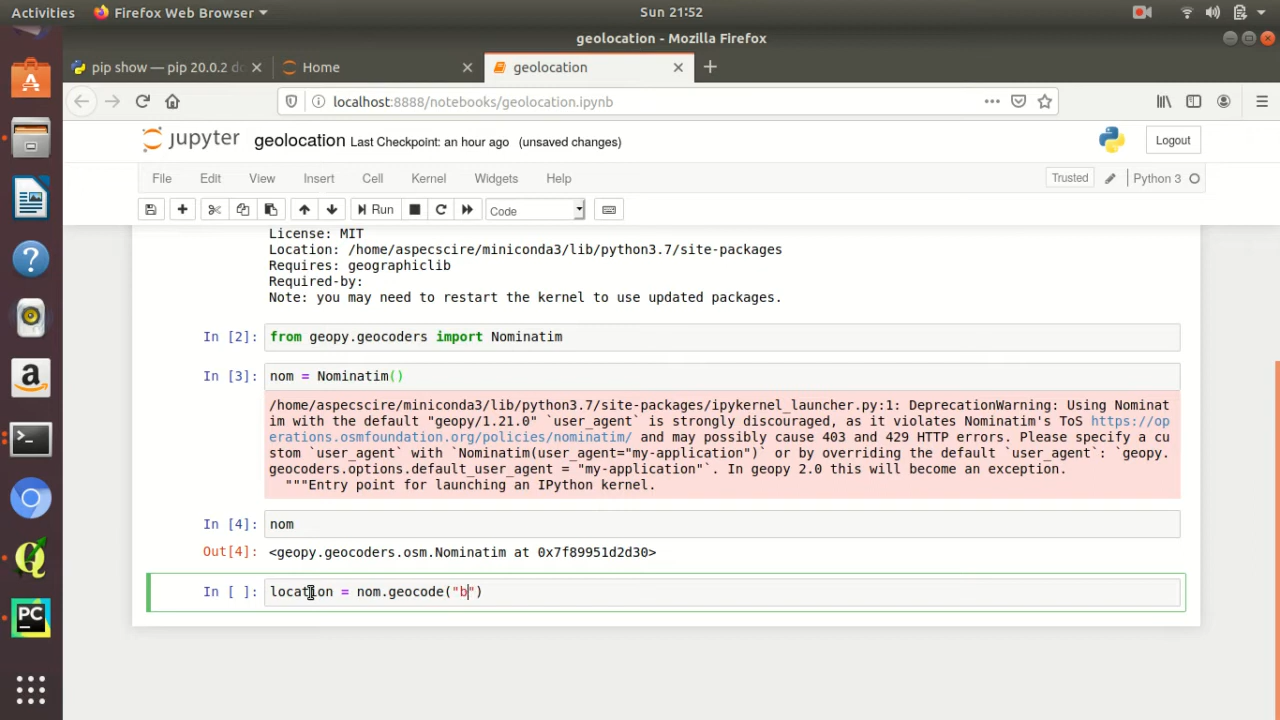 Activities
Firefox Web Browser
Sun 21:52
geolocation - Mozilla Firefox
pip show — pip 20.0.2 do
Home
geolocation
localhost:8888/notebooks/geolocation.ipynb
jupyter geolocation Last Checkpoint: an hour ago (unsaved changes)
Logout
File Edit View Insert Cell Kernel Widgets Help
Trusted
Python 3
Run
Code
License: MIT
Location: /home/aspecscire/miniconda3/lib/python3.7/site-packages
Requires: geographiclib
Required-by:
Note: you may need to restart the kernel to use updated packages.
In [2]: from geopy.geocoders import Nominatim
In [3]: nom = Nominatim()
/home/aspecscire/miniconda3/lib/python3.7/site-packages/ipykernel_launcher.py:1: DeprecationWarning: Using Nominat
im with the default "geopy/1.21.0" `user_agent` is strongly discouraged, as it violates Nominatim's ToS https://op
erations.osmfoundation.org/policies/nominatim/ and may possibly cause 403 and 429 HTTP errors. Please specify a cu
stom `user_agent` with `Nominatim(user_agent="my-application")` or by overriding the default `user_agent`: `geopy.
geocoders.options.default_user_agent = "my-application"`. In geopy 2.0 this will become an exception.
"""Entry point for launching an IPython kernel.
In [4]: nom
Out[4]: <geopy.geocoders.osm.Nominatim at 0x7f89951d2d30>
In [ ]: location = nom.geocode("b")